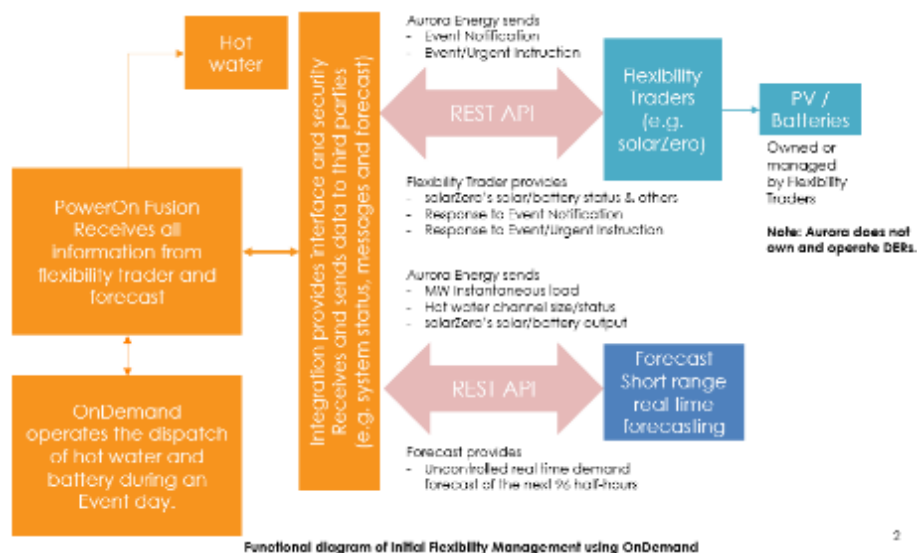 Hot
water
PowerOn Fusion
Receives all
information from
flexibility trader and
forecast
OnDemand
operates the dispatch
of hot water and
battery during an
Event day.
Integration provides interface and security
Receives and sends data to third parties
(e.g. system status, messages and forecast)
Aurora Energy sends
- Event Notification
- Event/Urgent Instruction
REST API
Flexibility Trader provides
- solarZero's solar/battery status & others
- Response to Event Notification
- Response to Event/Urgent Instruction
Flexibility
Traders
(e.g.
solarZero)
PV /
Batteries
Owned or
managed
by Flexibility
Traders
Note: Aurora does not
own and operate DERs.
Aurora Energy sends
- MW Instantaneous load
- Hot water channel size/status
- solarZero's solar/battery output
REST API
Forecast provides
- Uncontrolled real time demand
forecast of the next 96 half-hours
Forecast
Short range
real time
forecasting
Functional diagram of Initial Flexibility Management using OnDemand
2